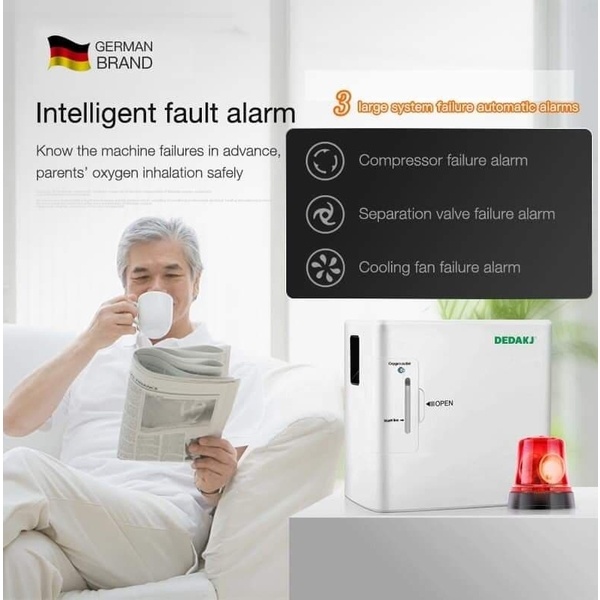 GERMAN
BRAND
Intelligent fault alarm
Know the machine failures in advance,
parents' oxygen inhalation safely
3 large system failure automatic alarms
Compressor failure alarm
Separation valve failure alarm
Cooling fan failure alarm
DEDAKJ
Oxygen outlet
OPEN